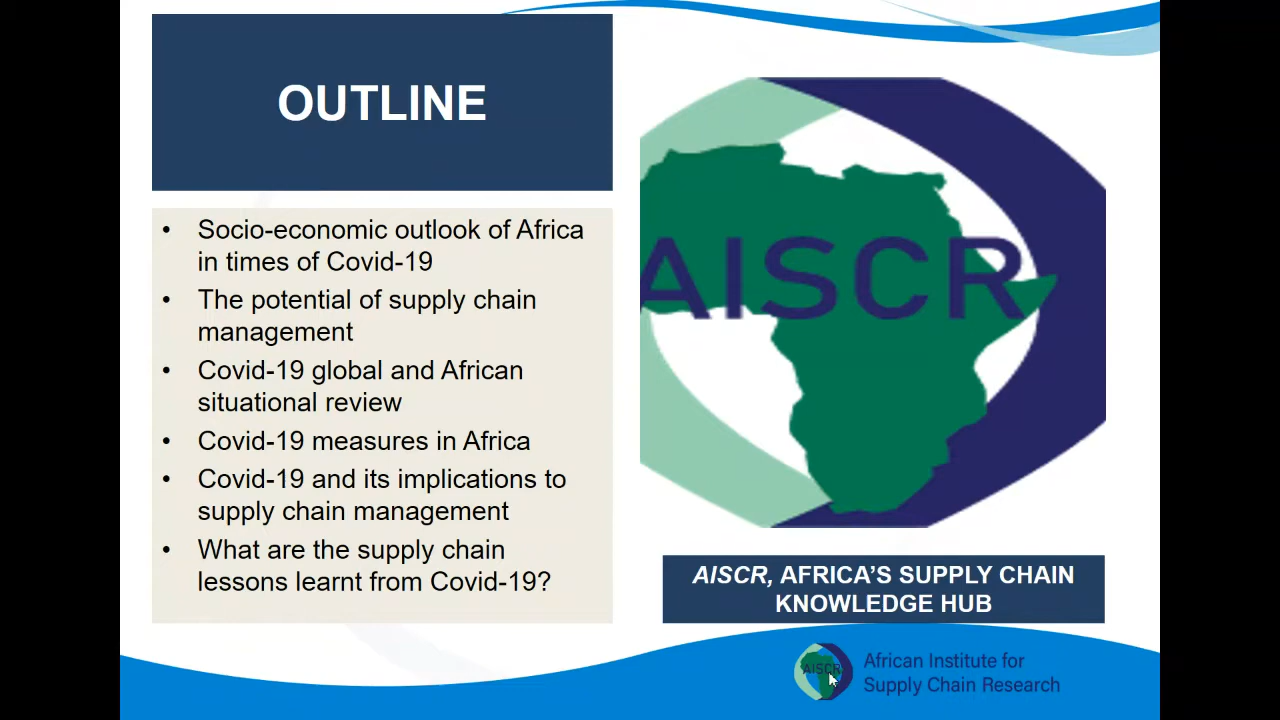 OUTLINE
• Socio-economic outlook of Africa
in times of Covid-19
• The potential of supply chain
management
• Covid-19 global and African
situational review
• Covid-19 measures in Africa
• Covid-19 and its implications to
supply chain management
• What are the supply chain
lessons learnt from Covid-19?
AISCR
AISCR, AFRICA’S SUPPLY CHAIN
KNOWLEDGE HUB
AISCR
African Institute for
Supply Chain Research